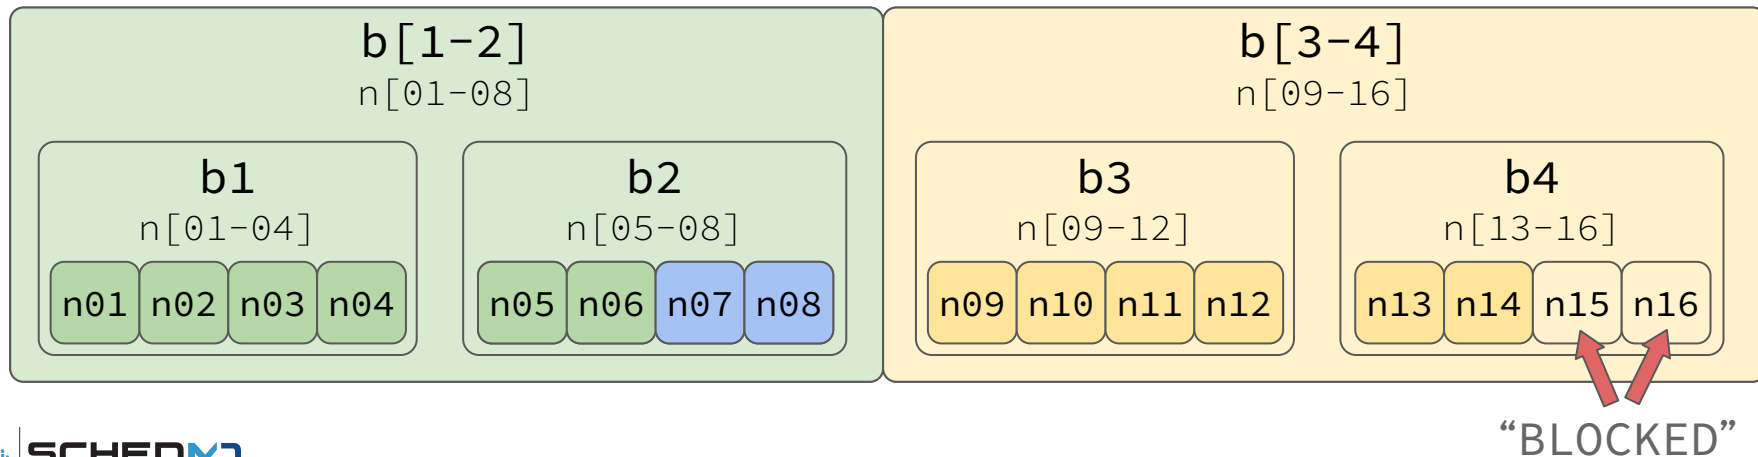 b[1-2]
n[01-08]
b1
n[01-04]
n01 n02 n03 n04
b2
n[05-08]
n05 n06 n07 n08
b[3-4]
n[09-16]
b3
n[09-12]
n09 n10 n11 n12
b4
n[13-16]
n13 n14 n15 n16
“BLOCKED”
SCHEDMD